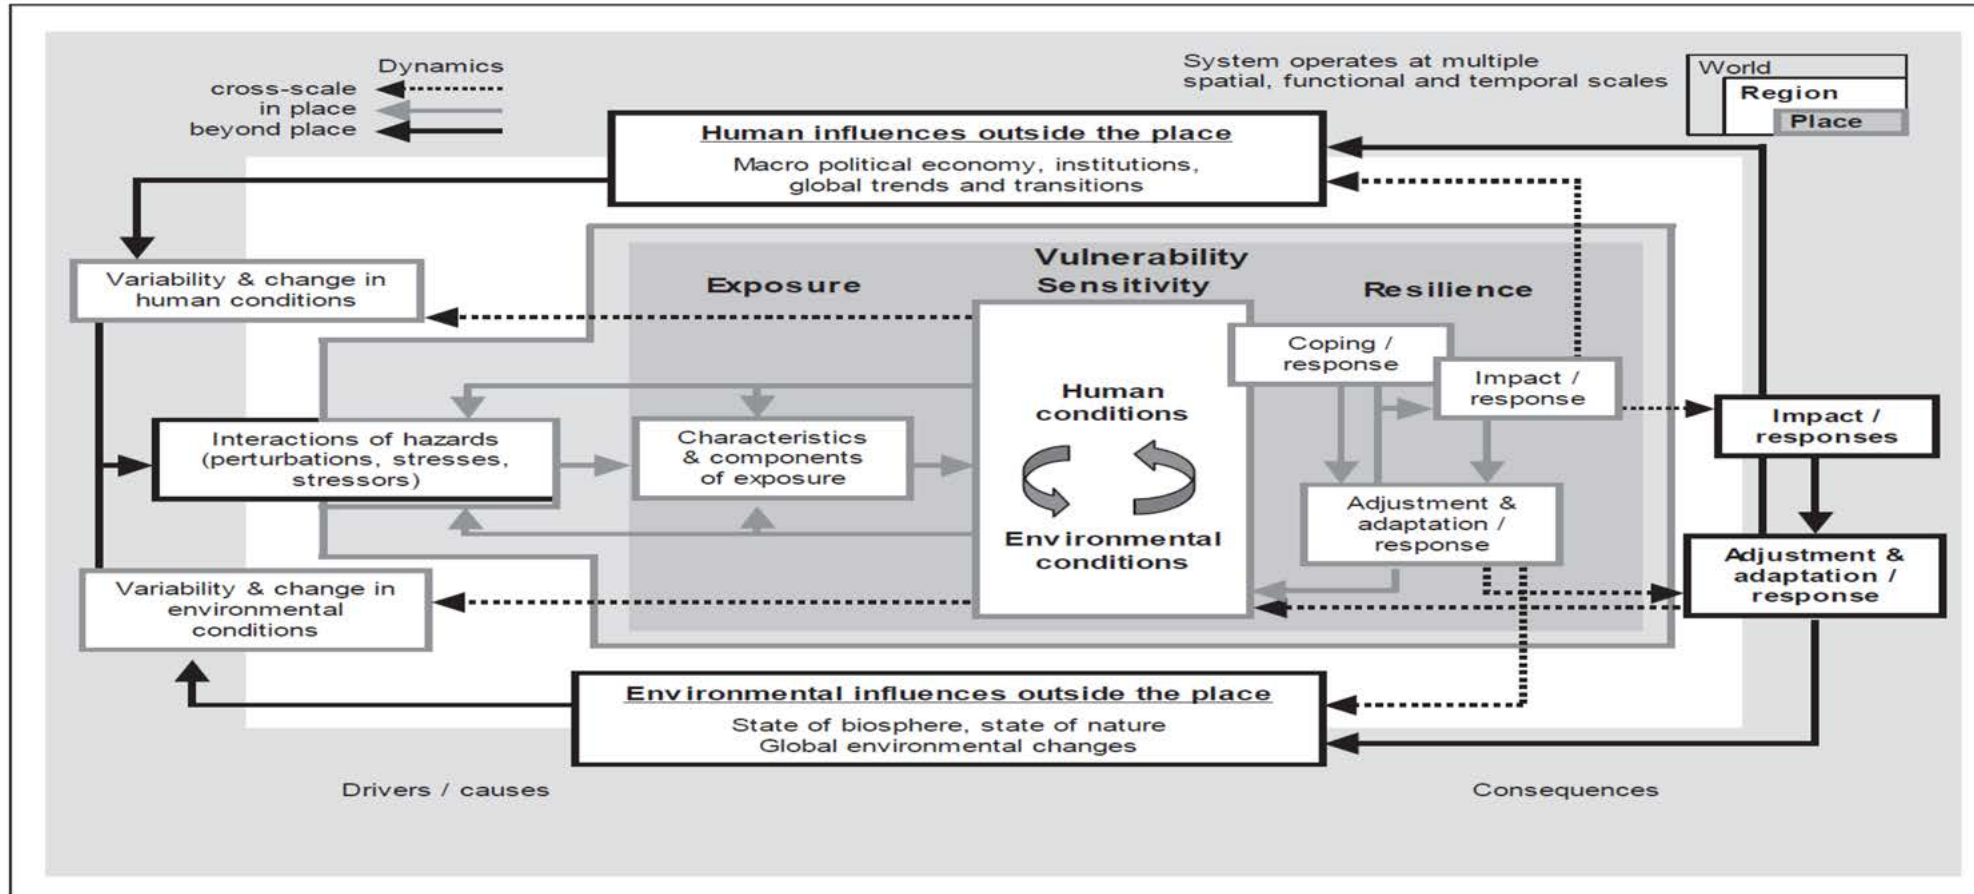 Dynamics
cross-scale
in place
beyond place
System operates at multiple
spatial, functional and temporal scales
World
Region
Place
Human influences outside the place
Macro political economy, institutions,
global trends and transitions
Variability & change in
human conditions
Exposure
Vulnerability
Sensitivity
Resilience
Coping /
response
Impact /
response
Human
conditions
Impact /
responses
Interactions of hazards
(perturbations, stresses,
stressors)
Characteristics
& components
of exposure
Adjustment &
adaptation /
response
Environmental
conditions
Adjustment &
adaptation /
response
Variability & change in
environmental
conditions
Environmental influences outside the place
State of biosphere, state of nature
Global environmental changes
Drivers / causes
Consequences